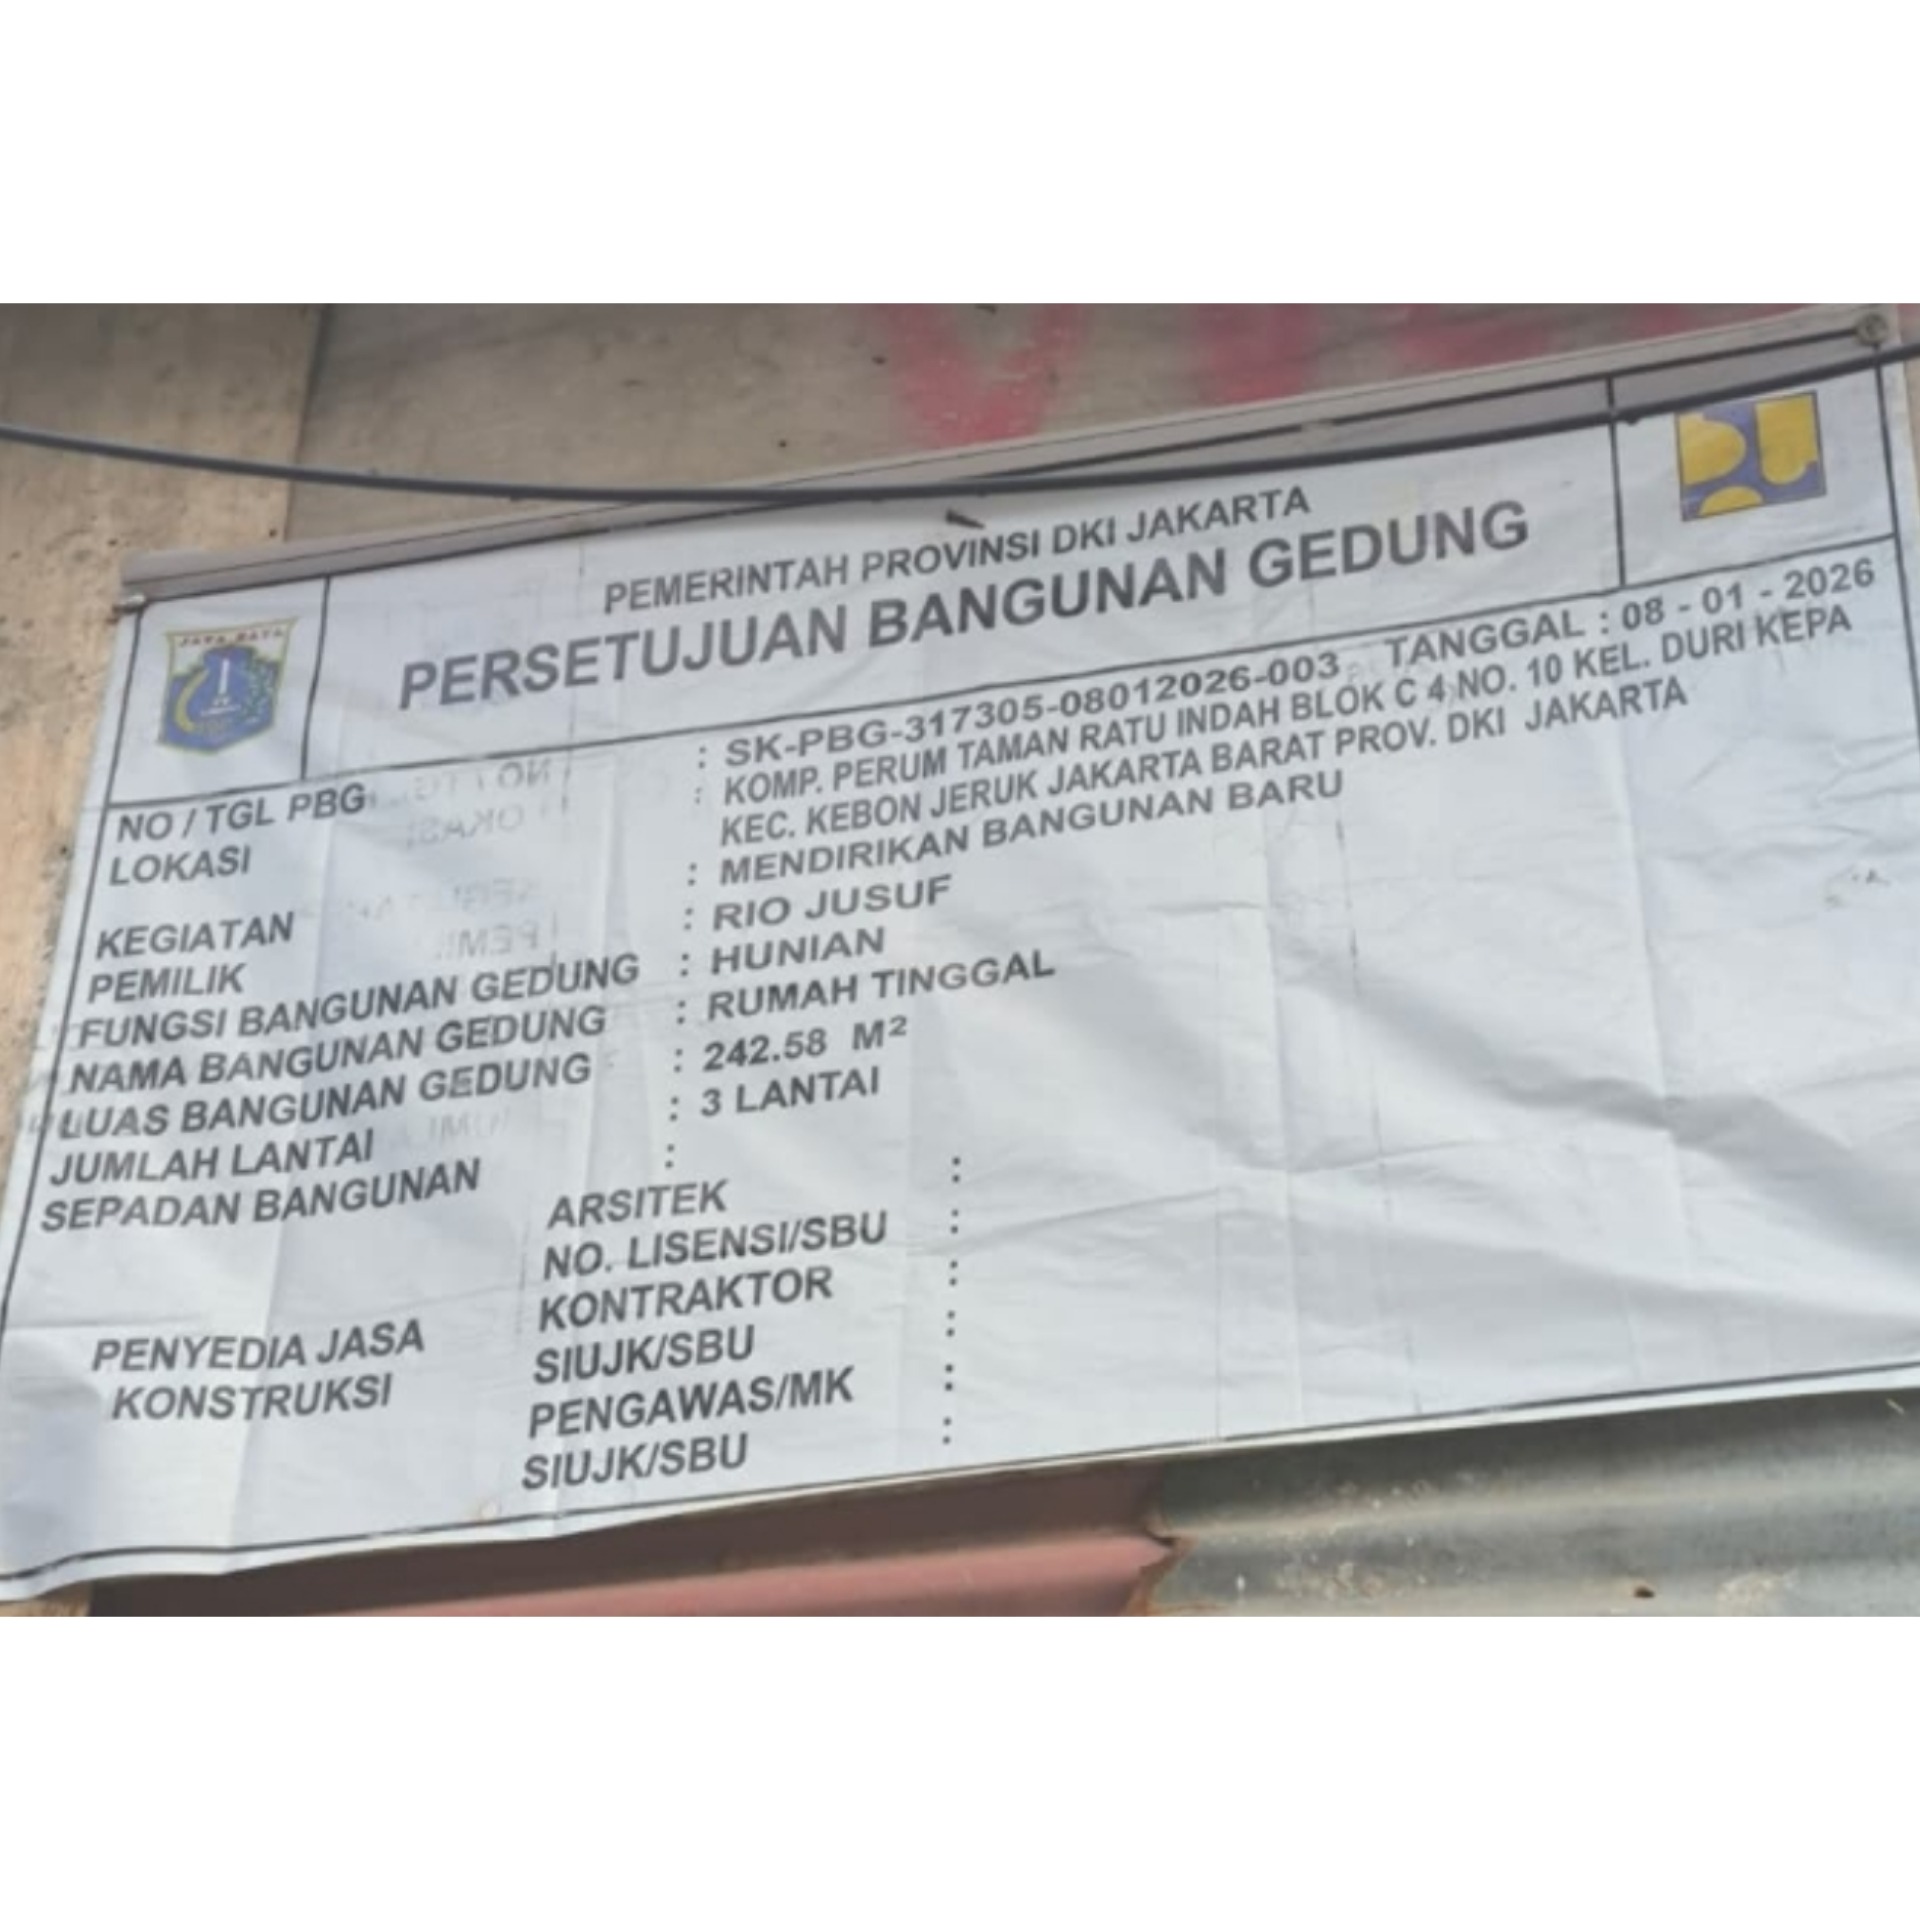 PEMERINTAH PROVINSI DKI JAKARTA
PERSETUJUAN BANGUNAN GEDUNG
JAYA RAYA
NO / TGL PBG : SK-PBG-317305-08012026-003 TANGGAL : 08 - 01 - 2026
LOKASI : KOMP. PERUM TAMAN RATU INDAH BLOK C 4 NO. 10 KEL. DURI KEPA
KEC. KEBON JERUK JAKARTA BARAT PROV. DKI JAKARTA
KEGIATAN : MENDIRIKAN BANGUNAN BARU
PEMILIK : RIO JUSUF
FUNGSI BANGUNAN GEDUNG : HUNIAN
NAMA BANGUNAN GEDUNG : RUMAH TINGGAL
LUAS BANGUNAN GEDUNG : 242.58 M²
JUMLAH LANTAI : 3 LANTAI
SEPADAN BANGUNAN :
PENYEDIA JASA
KONSTRUKSI
ARSITEK :
NO. LISENSI/SBU :
KONTRAKTOR :
SIUJK/SBU :
PENGAWAS/MK :
SIUJK/SBU :